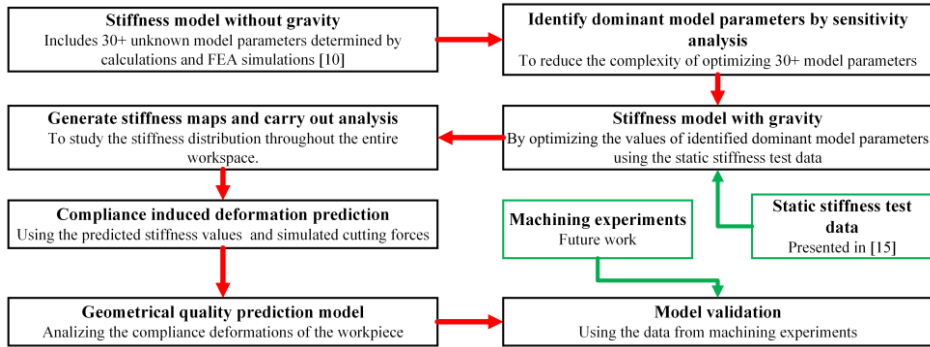 Stiffness model without gravity
Includes 30+ unknown model parameters determined by
calculations and FEA simulations [10]
Identify dominant model parameters by sensitivity
analysis
To reduce the complexity of optimizing 30+ model parameters
Generate stiffness maps and carry out analysis
To study the stiffness distribution throughout the entire
workspace.
Stiffness model with gravity
By optimizing the values of identified dominant model parameters
using the static stiffness test data
Compliance induced deformation prediction
Using the predicted stiffness values and simulated cutting forces
Machining experiments
Future work
Static stiffness test
data
Presented in [15]
Geometrical quality prediction model
Analizing the compliance deformations of the workpiece
Model validation
Using the data from machining experiments